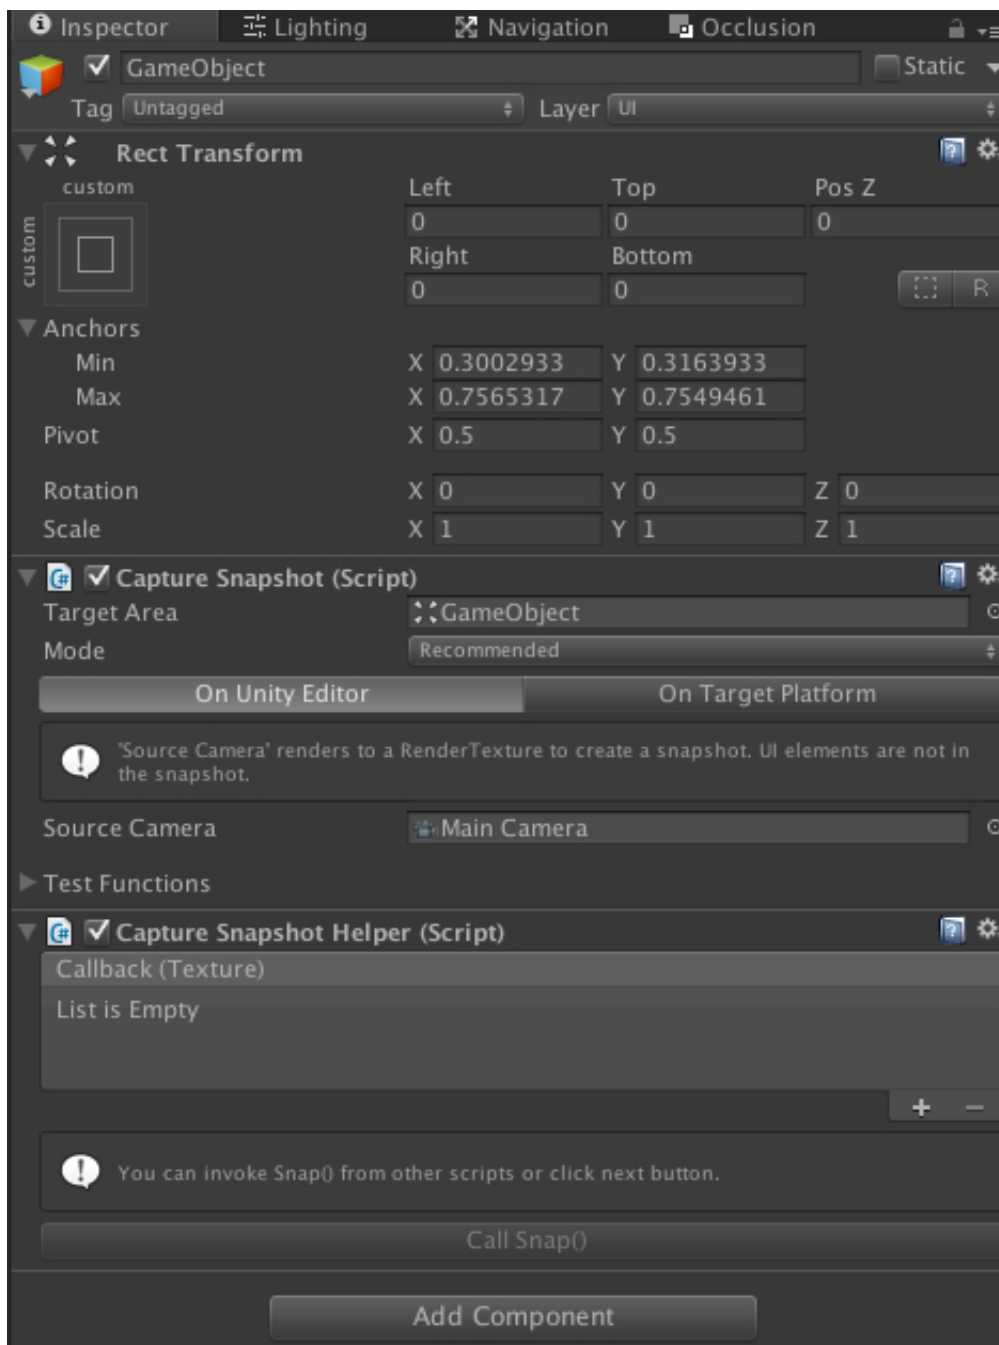 Inspector Lighting Navigation Occlusion
GameObject Static
Tag Untagged Layer UI
Rect Transform
custom Left Top Pos Z
custom
0 0 0
Right Bottom
0 0 R
Anchors
Min X 0.3002933 Y 0.3163933
Max X 0.7565317 Y 0.7549461
Pivot X 0.5 Y 0.5
Rotation X 0 Y 0 Z 0
Scale X 1 Y 1 Z 1
C# Capture Snapshot (Script)
Target Area GameObject
Mode Recommended
On Unity Editor On Target Platform
'Source Camera' renders to a RenderTexture to create a snapshot. UI elements are not in
the snapshot.
Source Camera Main Camera
Test Functions
C# Capture Snapshot Helper (Script)
Callback (Texture)
List is Empty
+ −
You can invoke Snap() from other scripts or click next button.
Call Snap()
Add Component